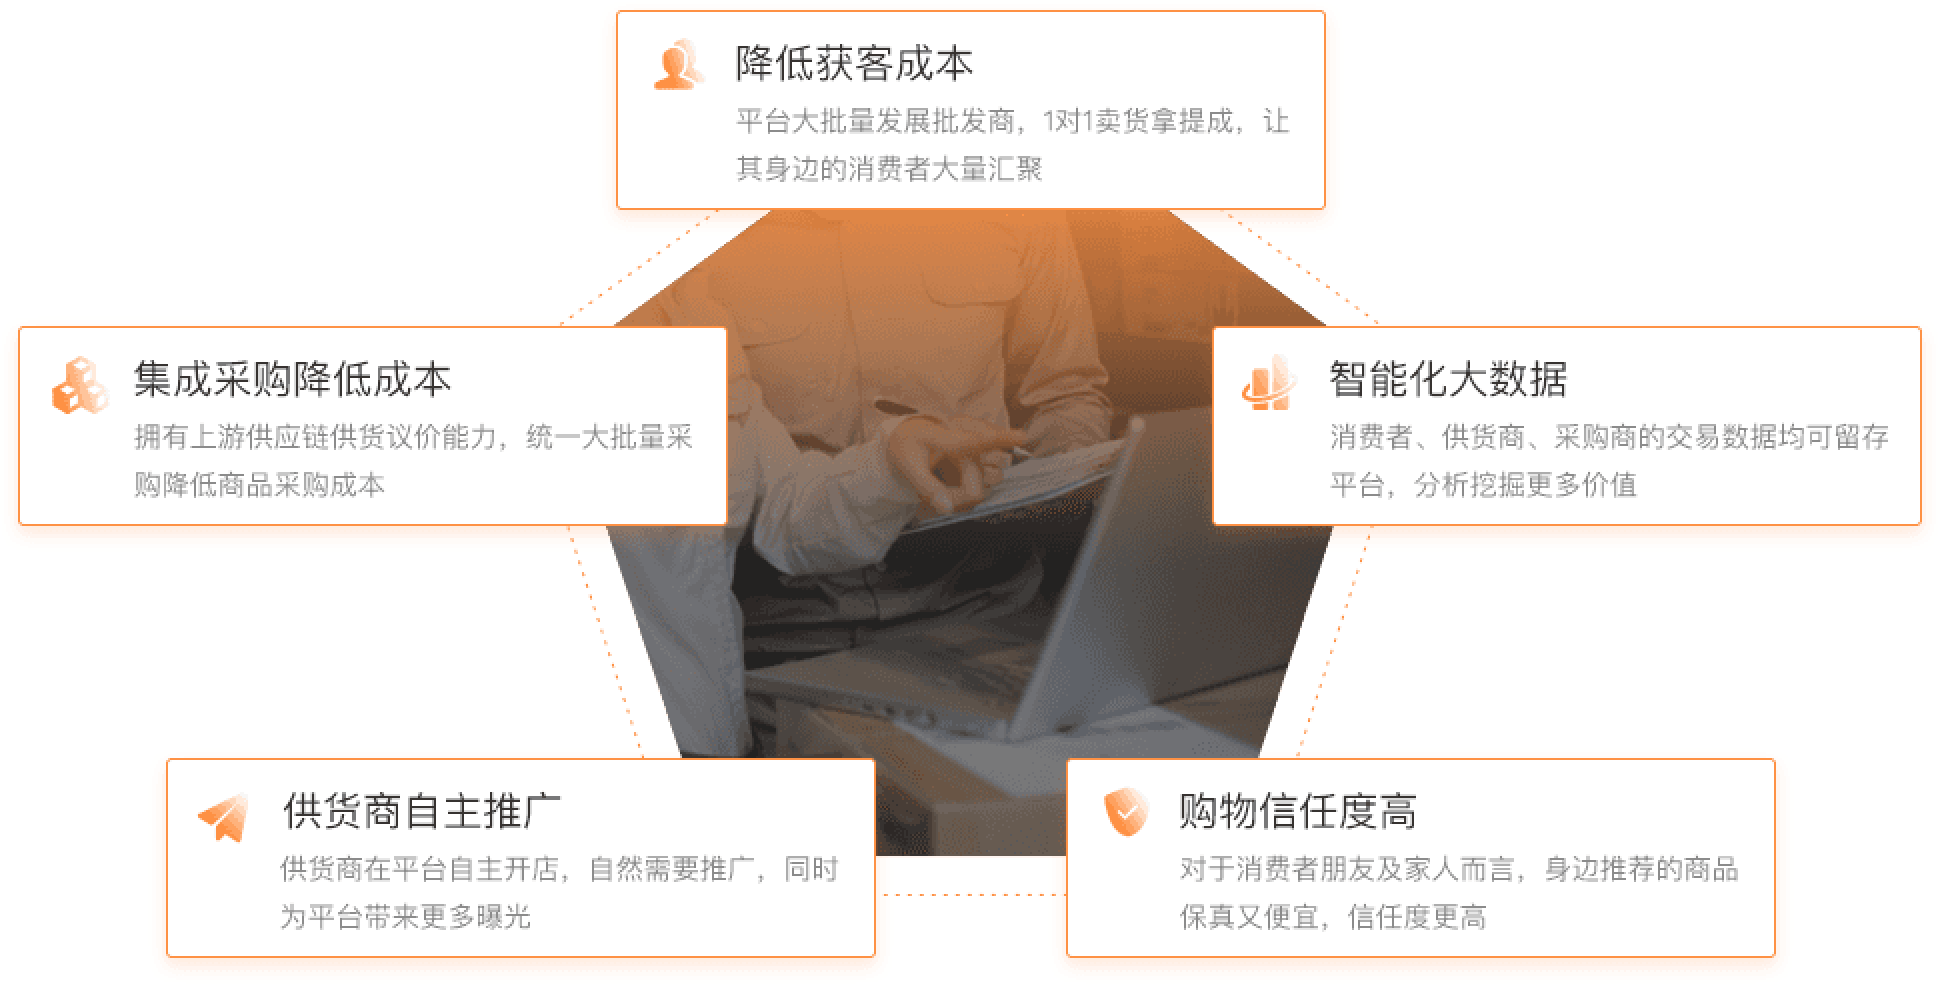 降低获客成本
平台大批量发展批发商，1对1卖货拿提成，让
其身边的消费者大量汇聚
集成采购降低成本
拥有上游供应链供货议价能力，统一大批量采
购降低商品采购成本
智能化大数据
消费者、供货商、采购商的交易数据均可留存
平台，分析挖掘更多价值
供货商自主推广
供货商在平台自主开店，自然需要推广，同时
为平台带来更多曝光
购物信任度高
对于消费者朋友及家人而言，身边推荐的商品
保真又便宜，信任度更高